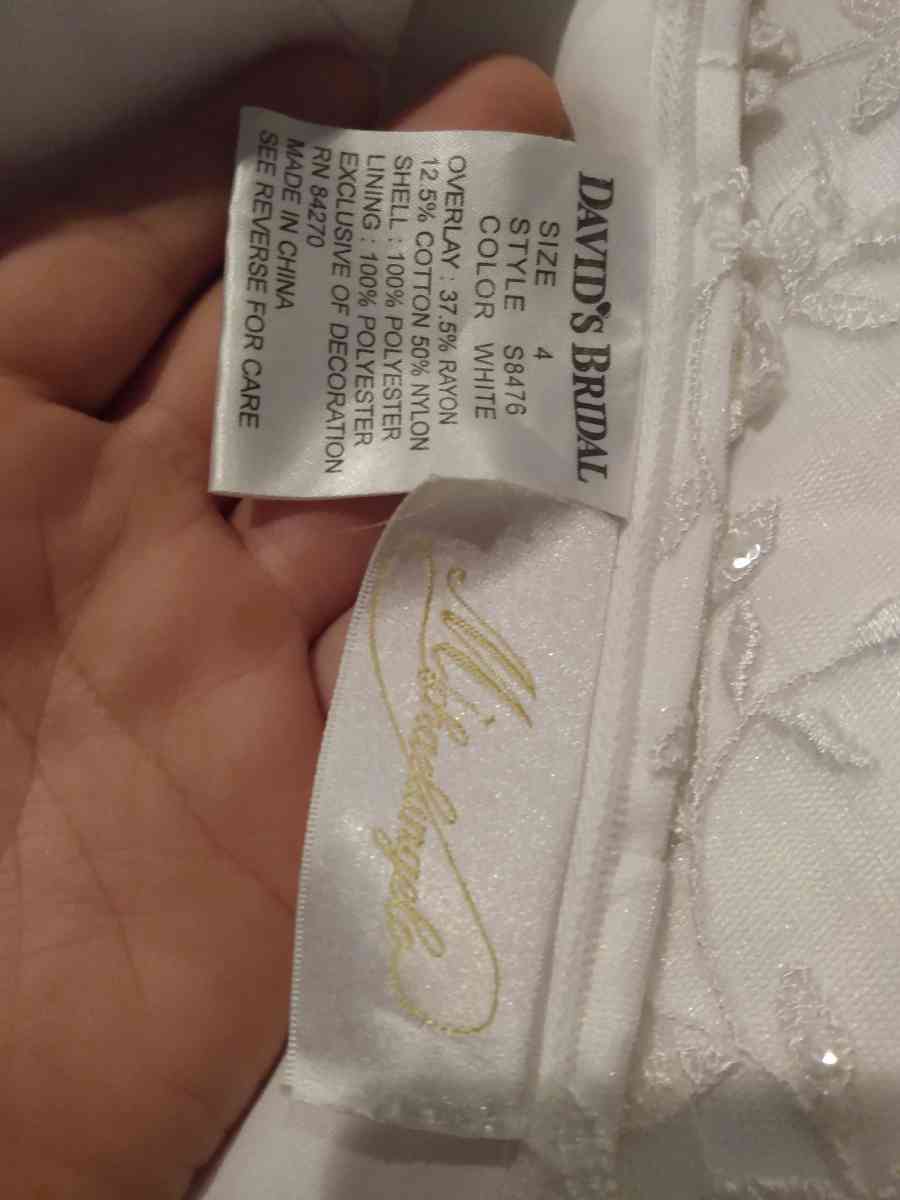 DAVID'S BRIDAL
SIZE 4
STYLE S8476
COLOR WHITE
OVERLAY : 37.5% RAYON
12.5% COTTON 50% NYLON
SHELL : 100% POLYESTER
LINING : 100% POLYESTER
EXCLUSIVE OF DECORATION
RN 84270
MADE IN CHINA
SEE REVERSE FOR CARE
Michelangelo